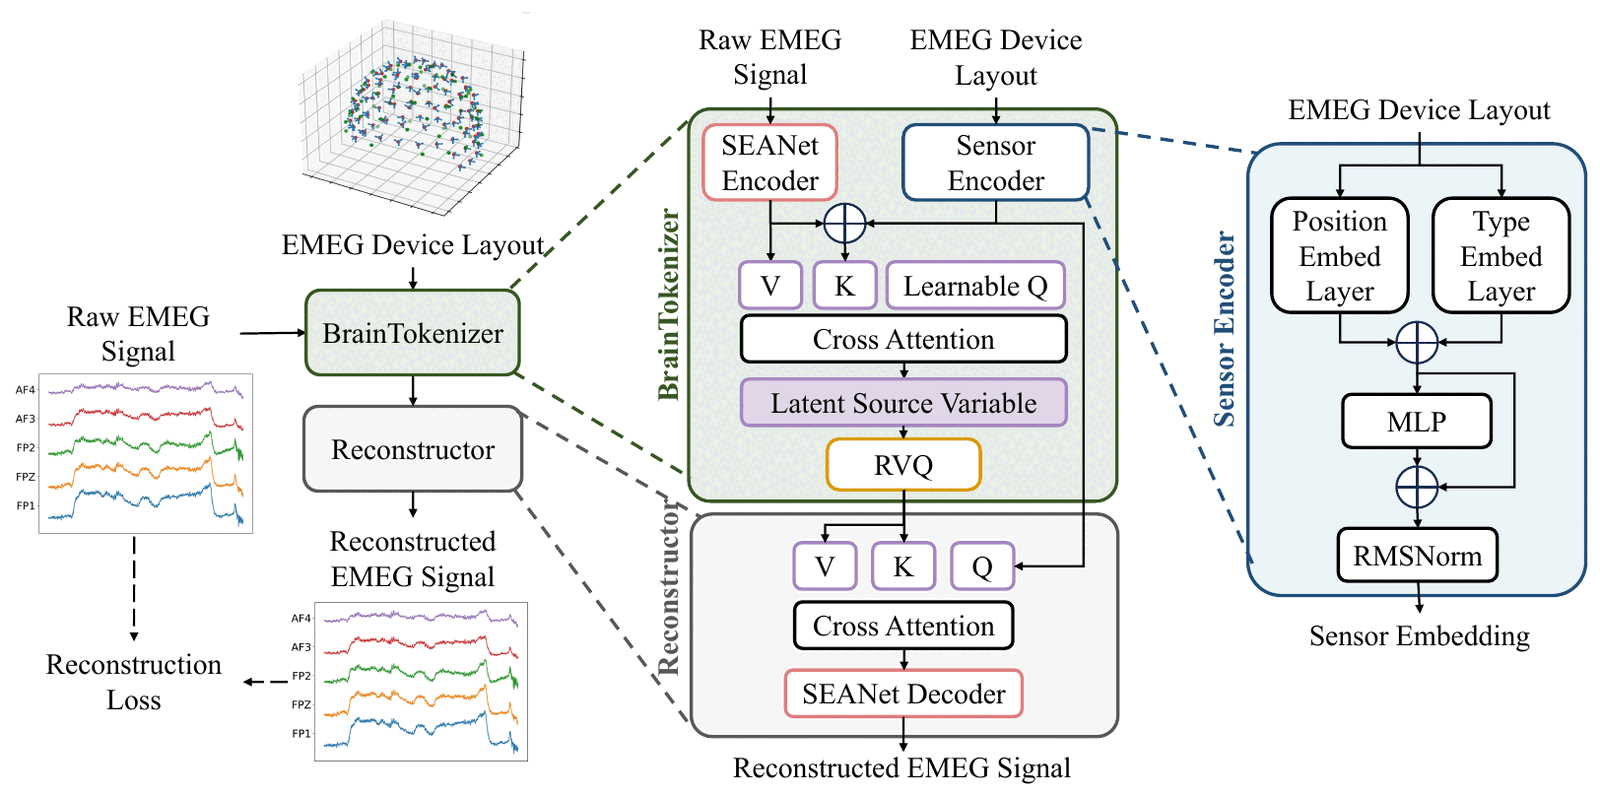 EMEG Device Layout
Raw EMEG
Signal
BrainTokenizer
AF4
AF3
FP2
FPZ
FP1
Reconstructor
Reconstructed
EMEG Signal
AF4
AF3
FP2
FPZ
FP1
Reconstruction
Loss
Raw EMEG
Signal
EMEG Device
Layout
BrainTokenizer
SEANet
Encoder
Sensor
Encoder
V
K
Learnable Q
Cross Attention
Latent Source Variable
RVQ
Reconstructor
V
K
Q
Cross Attention
SEANet Decoder
Reconstructed EMEG Signal
EMEG Device Layout
Sensor Encoder
Position
Embed
Layer
Type
Embed
Layer
MLP
RMSNorm
Sensor Embedding